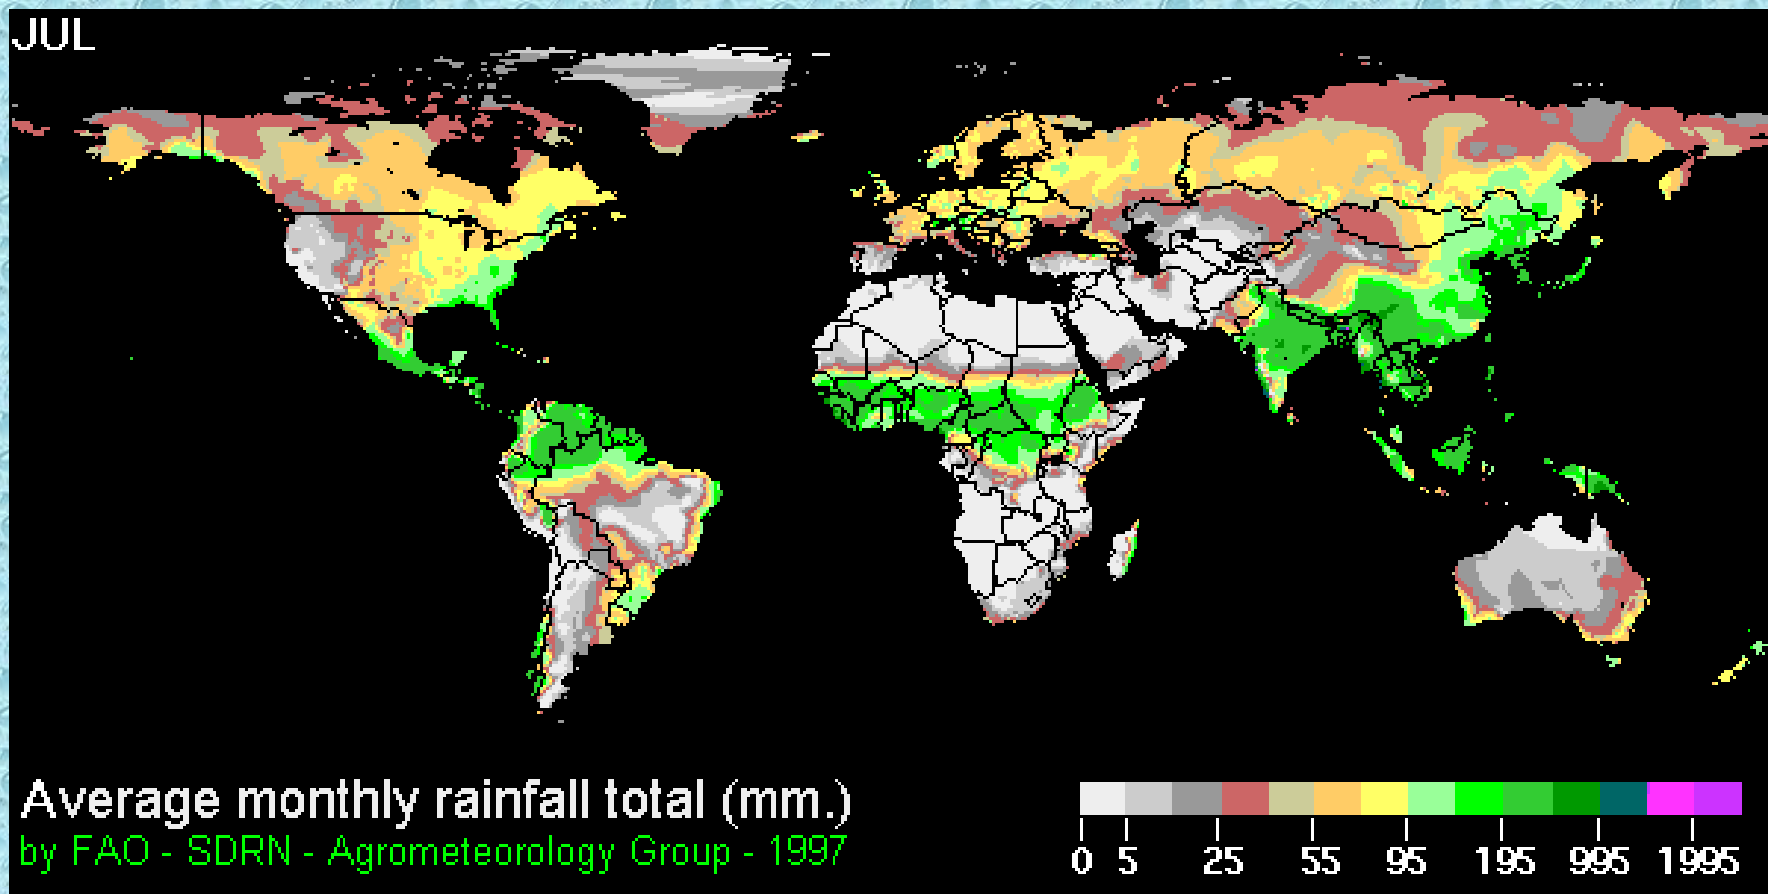 JUL
Average monthly rainfall total (mm.)
by FAO - SDRN - Agrometeorology Group - 1997
0 5 25 55 95 195 995 1995